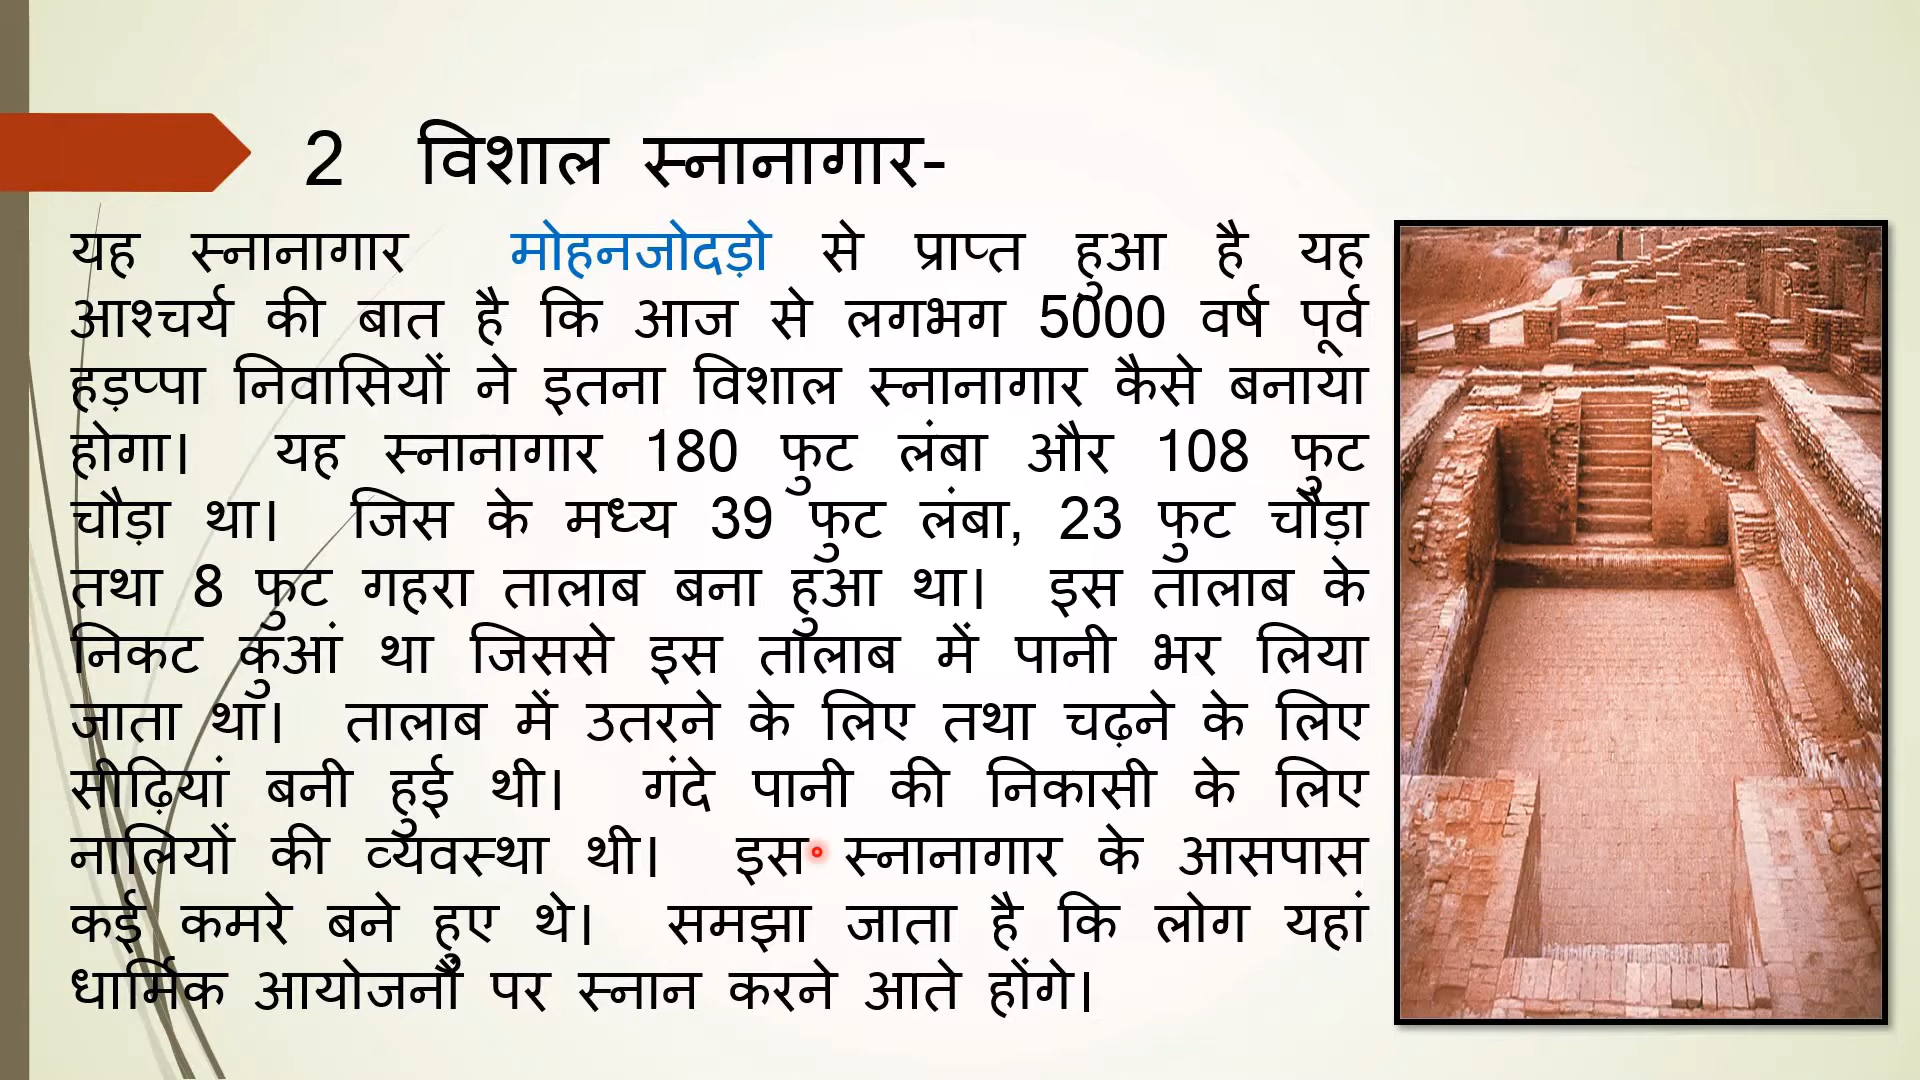 2 विशाल स्नानागार-
यह स्नानागार मोहनजोदड़ो से प्राप्त हुआ है यह
आश्चर्य की बात है कि आज से लगभग 5000 वर्ष पूर्व
हड़प्पा निवासियों ने इतना विशाल स्नानागार कैसे बनाया
होगा। यह स्नानागार 180 फुट लंबा और 108 फुट
चौड़ा था। जिस के मध्य 39 फुट लंबा, 23 फुट चौड़ा
तथा 8 फुट गहरा तालाब बना हुआ था। इस तालाब के
निकट कुआं था जिससे इस तालाब में पानी भर लिया
जाता था। तालाब में उतरने के लिए तथा चढ़ने के लिए
सीढ़ियां बनी हुई थी। गंदे पानी की निकासी के लिए
नालियों की व्यवस्था थी। इस स्नानागार के आसपास
कई कमरे बने हुए थे। समझा जाता है कि लोग यहां
धार्मिक आयोजनों पर स्नान करने आते होंगे।